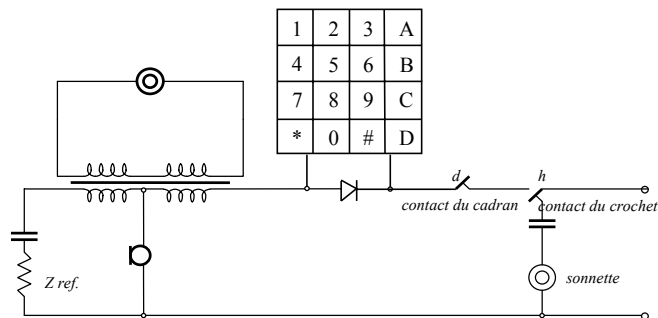 1 2 3 A
4 5 6 B
7 8 9 C
* 0 # D
d
h
contact du cadran
contact du crochet
Z ref.
sonnette